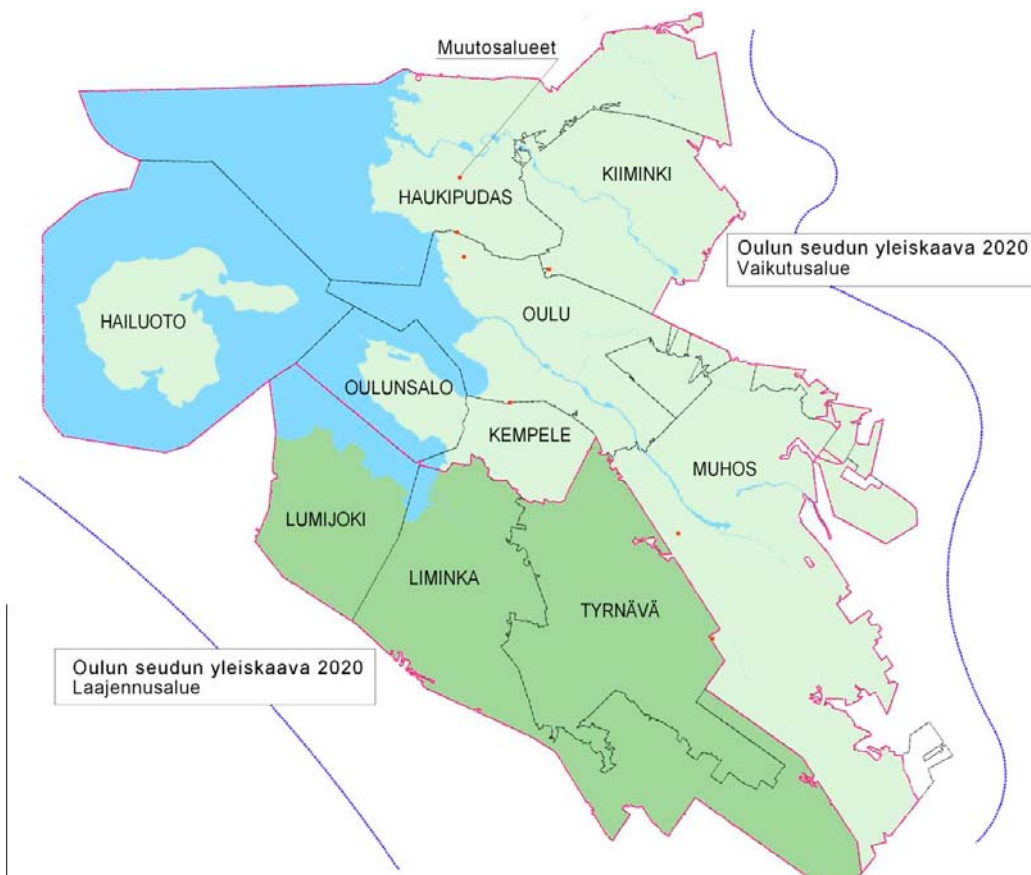 Muutosalueet
KIIMINKI
HAUKIPUDAS
Oulun seudun yleiskaava 2020
Vaikutusalue
HAILUOTO
OULU
OULUNSALO
KEMPELE
MUHOS
LUMIJOKI
LIMINKA
TYRNÄVÄ
Oulun seudun yleiskaava 2020
Laajennusalue